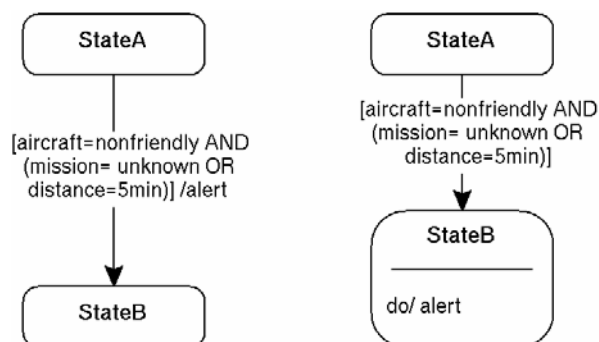 StateA
[aircraft=nonfriendly AND
(mission= unknown OR
distance=5min)] /alert
StateB
StateA
[aircraft=nonfriendly AND
(mission= unknown OR
distance=5min)]
StateB
do/ alert